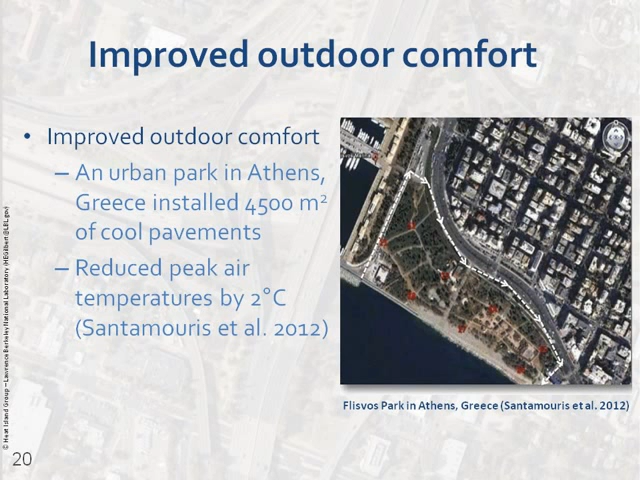 Improved outdoor comfort
• Improved outdoor comfort
– An urban park in Athens,
Greece installed 4500 m²
of cool pavements
– Reduced peak air
temperatures by 2°C
(Santamouris et al. 2012)
Flisvos Park in Athens, Greece (Santamouris et al. 2012)
© Heat Island Group – Lawrence Berkeley National Laboratory (HEGilbert@LBL.gov)
20